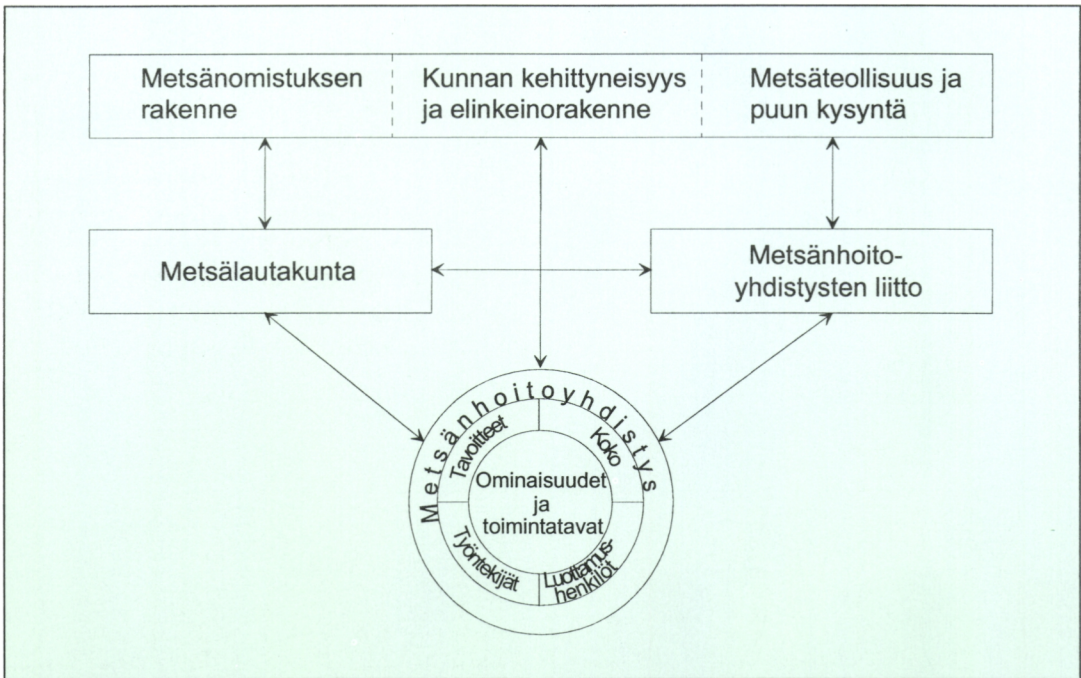 Metsänomistuksen
rakenne
Kunnan kehittyneisyys
ja elinkeinorakenne
Metsäteollisuus ja
puun kysyntä
Metsälautakunta
Metsänhoito-
yhdistysten liitto
Metsänhoitoyhdistys
Tavoitteet
Koko
Ominaisuudet
ja
toimintatavat
Työntekijät
Luottamus-
henkilöt